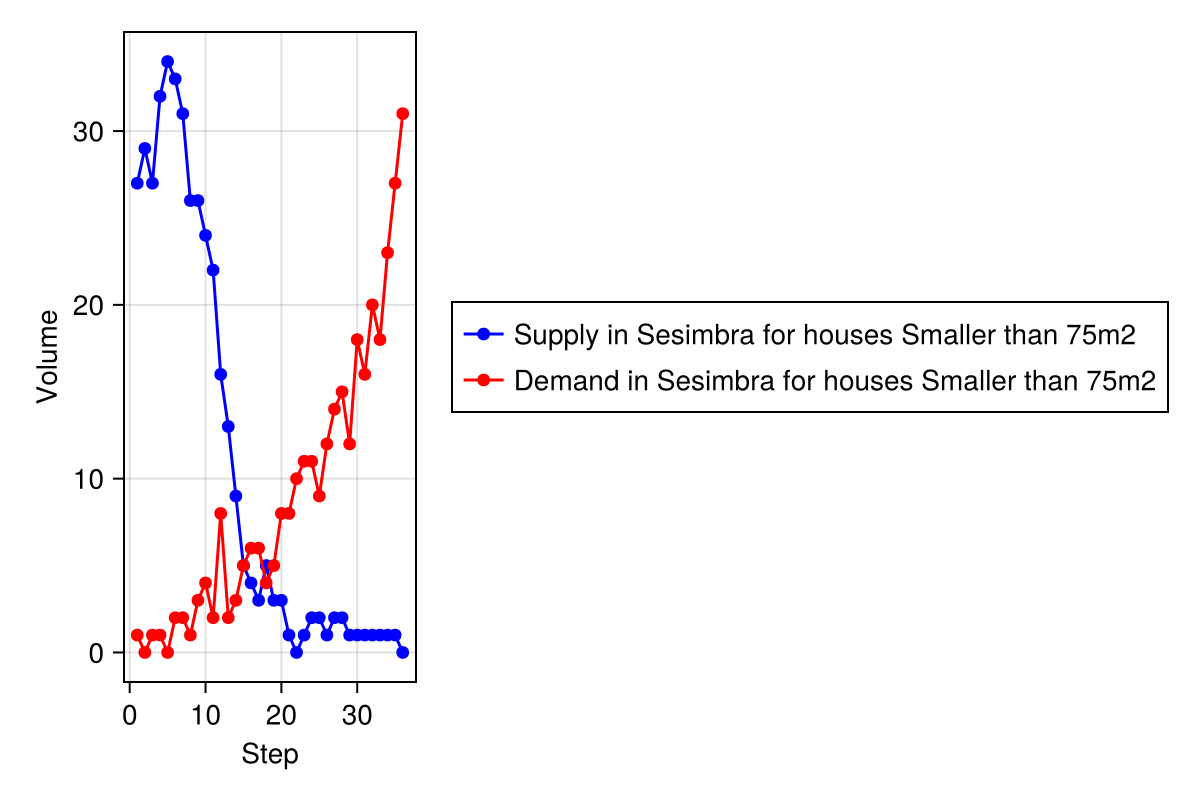 30
20
10
0
Volume
0 10 20 30
Step
Supply in Sesimbra for houses Smaller than 75m2
Demand in Sesimbra for houses Smaller than 75m2